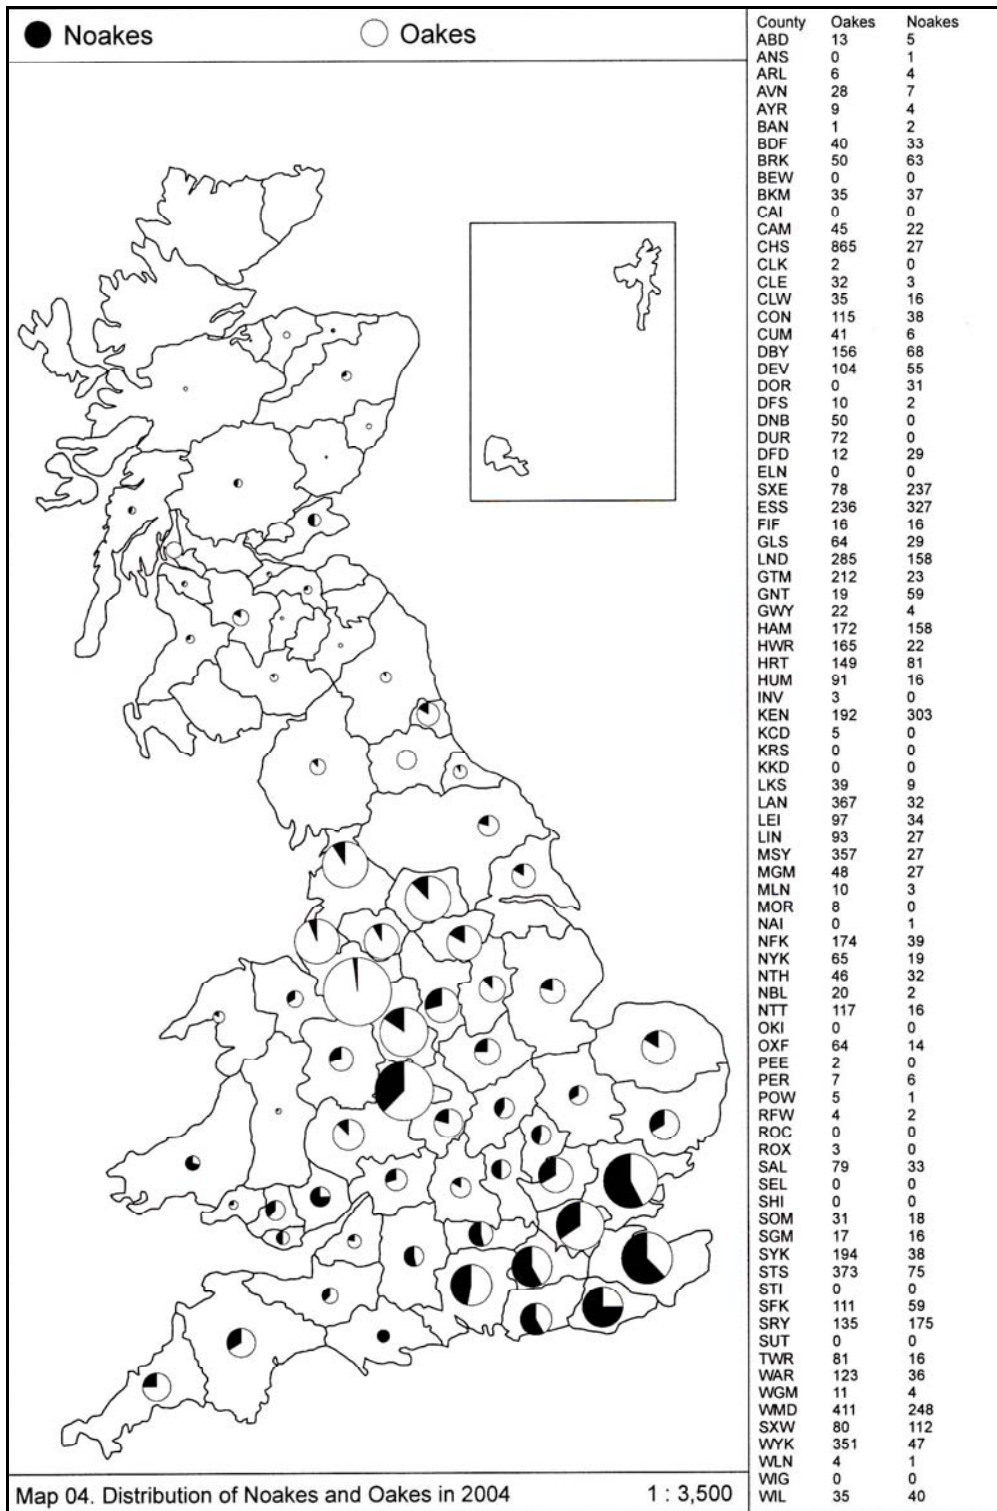 Noakes Oakes
County Oakes Noakes
ABD 13 5
ANS 0 1
ARL 6 4
AVN 28 7
AYR 9 4
BAN 1 2
BDF 40 33
BRK 50 63
BEW 0 0
BKM 35 37
CAI 0 0
CAM 45 22
CHS 865 27
CLK 2 0
CLE 32 3
CLW 35 16
CON 115 38
CUM 41 6
DBY 156 68
DEV 104 55
DOR 0 31
DFS 10 2
DNB 50 0
DUR 72 0
DFD 12 29
ELN 0 0
SXE 78 237
ESS 236 327
FIF 16 16
GLS 64 29
LND 285 158
GTM 212 23
GNT 19 59
GWY 22 4
HAM 172 158
HWR 165 22
HRT 149 81
HUM 91 16
INV 3 0
KEN 192 303
KCD 5 0
KRS 0 0
KKD 0 0
LKS 39 9
LAN 367 32
LEI 97 34
LIN 93 27
MSY 357 27
MGM 48 27
MLN 10 3
MOR 8 0
NAI 0 1
NFK 174 39
NYK 65 19
NTH 46 32
NBL 20 2
NTT 117 16
OKI 0 0
OXF 64 14
PEE 2 0
PER 7 6
POW 5 1
RFW 4 2
ROC 0 0
ROX 3 0
SAL 79 33
SEL 0 0
SHI 0 0
SOM 31 18
SGM 17 16
SYK 194 38
STS 373 75
STI 0 0
SFK 111 59
SRY 135 175
SUT 0 0
TWR 81 16
WAR 123 36
WGM 11 4
WMD 411 248
SXW 80 112
WYK 351 47
WLN 4 1
WIG 0 0
WIL 35 40
Map 04. Distribution of Noakes and Oakes in 2004 1 : 3,500